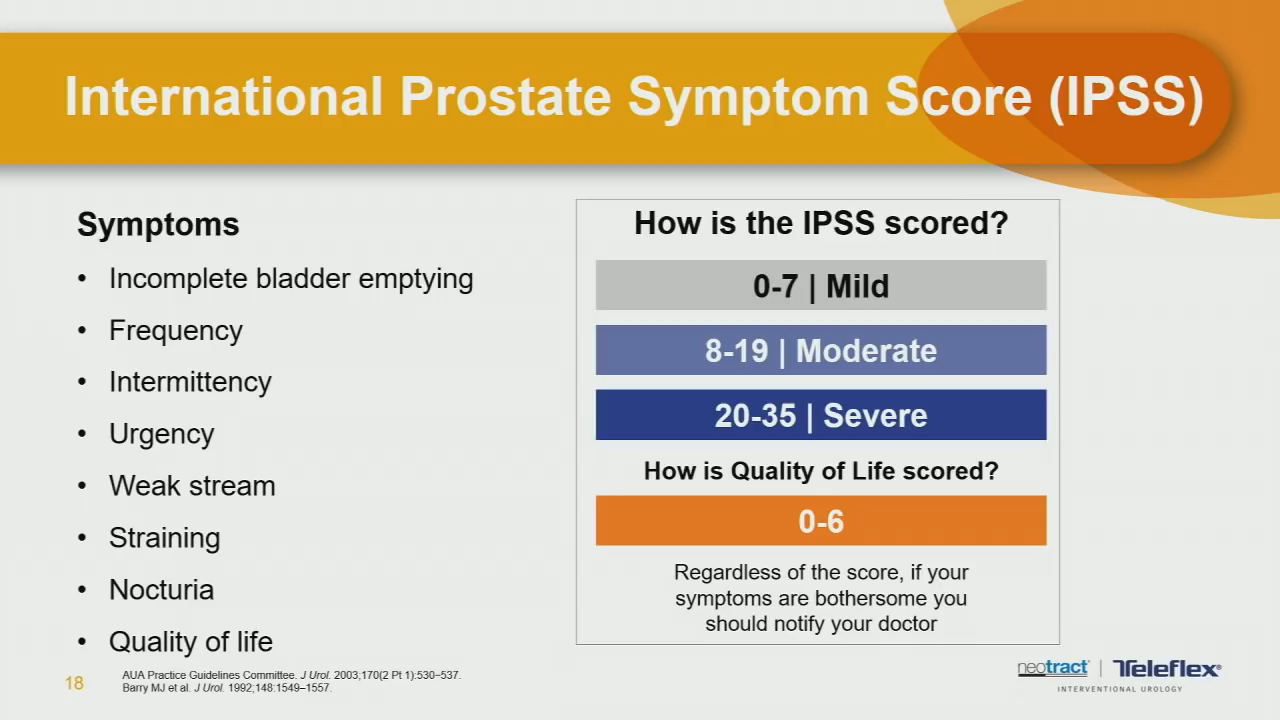 International Prostate Symptom Score (IPSS)
Symptoms
• Incomplete bladder emptying
• Frequency
• Intermittency
• Urgency
• Weak stream
• Straining
• Nocturia
• Quality of life
How is the IPSS scored?
0-7 | Mild
8-19 | Moderate
20-35 | Severe
How is Quality of Life scored?
0-6
Regardless of the score, if your
symptoms are bothersome you
should notify your doctor
18
AUA Practice Guidelines Committee. J Urol. 2003;170(2 Pt 1):530–537.
Barry MJ et al. J Urol. 1992;148:1549–1557.
neotract® | Teleflex®
INTERVENTIONAL UROLOGY